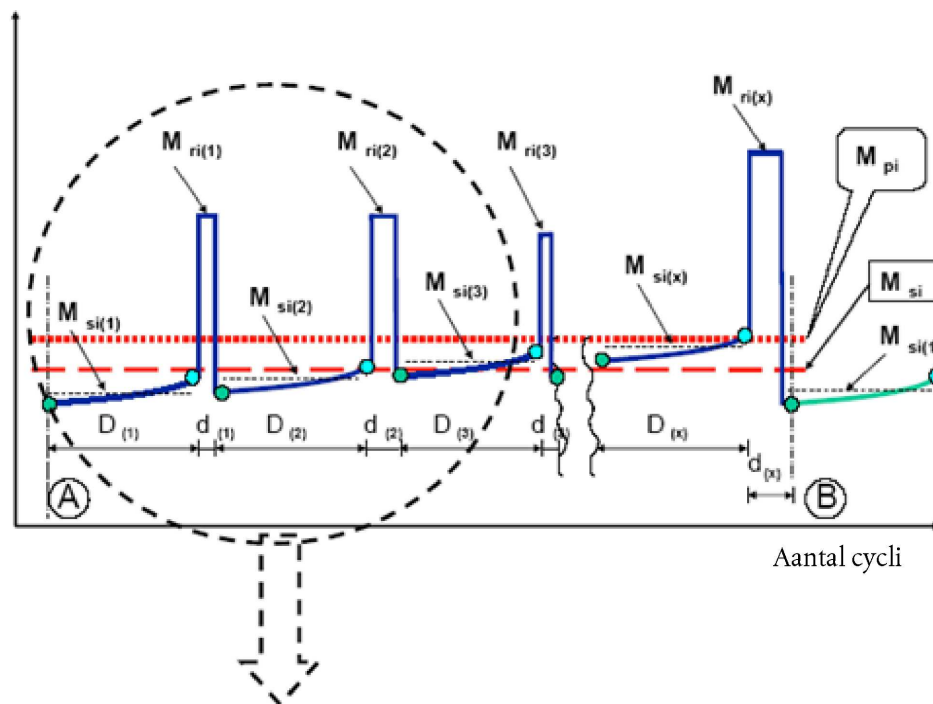 M ri(x)
M ri(1)
M ri(2)
M ri(3)
M pi
M si(1)
M si(2)
M si(3)
M si(x)
M si
M si(1
D (1)
d (1)
D (2)
d (2)
D (3)
d (3)
D (x)
d (x)
A
B
Aantal cycli